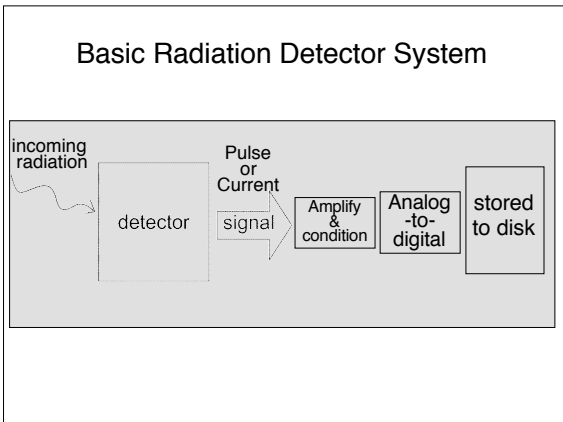 Basic Radiation Detector System
incoming
radiation
detector
Pulse
or
Current
signal
Amplify
&
condition
Analog
-to-
digital
stored
to disk